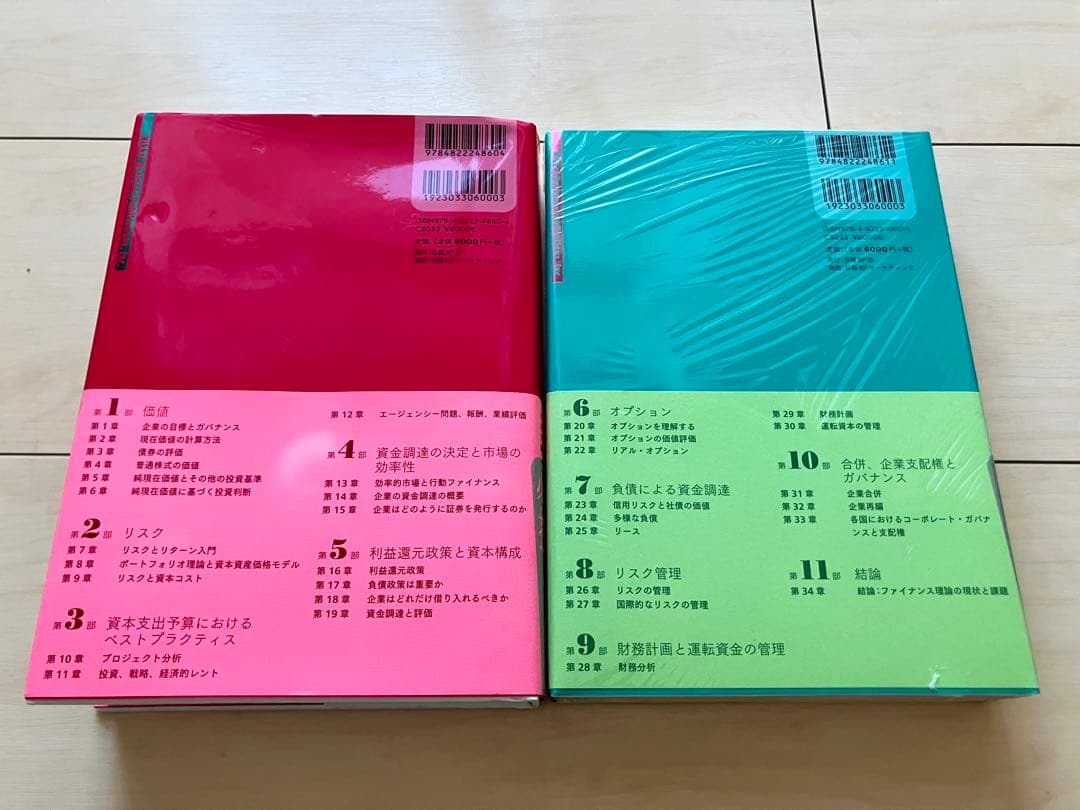 9784822248604
1923033060003
ISBN978-4-8222-4860-4
C3033 ¥6000E
定価：（本体6000円＋税）
第1部 価値
第1章 企業の目標とガバナンス
第2章 現在価値の計算方法
第3章 債券の評価
第4章 普通株式の価値
第5章 純現在価値とその他の投資基準
第6章 純現在価値に基づく投資判断
第2部 リスク
第7章 リスクとリターン入門
第8章 ポートフォリオ理論と資本資産価格モデル
第9章 リスクと資本コスト
第3部 資本支出予算における
ベストプラクティス
第10章 プロジェクト分析
第11章 投資、戦略、経済的レント
第12章 エージェンシー問題、報酬、業績評価
第4部 資金調達の決定と市場の
効率性
第13章 効率的市場と行動ファイナンス
第14章 企業の資金調達の概要
第15章 企業はどのように証券を発行するのか
第5部 利益還元政策と資本構成
第16章 利益還元政策
第17章 負債政策は重要か
第18章 企業はどれだけ借り入れるべきか
第19章 資金調達と評価
9784822248611
1923033060003
ISBN978-4-8222-4861-1
C3033 ¥6000E
定価：（本体6000円＋税）
第6部 オプション
第20章 オプションを理解する
第21章 オプションの価値評価
第22章 リアル・オプション
第7部 負債による資金調達
第23章 信用リスクと社債の価値
第24章 多様な負債
第25章 リース
第8部 リスク管理
第26章 リスクの管理
第27章 国際的なリスクの管理
第9部 財務計画と運転資金の管理
第28章 財務分析
第29章 財務計画
第30章 運転資本の管理
第10部 合併、企業支配権と
ガバナンス
第31章 企業合併
第32章 企業再編
第33章 各国におけるコーポレート・ガバナ
ンスと支配権
第11部 結論
第34章 結論：ファイナンス理論の現状と課題